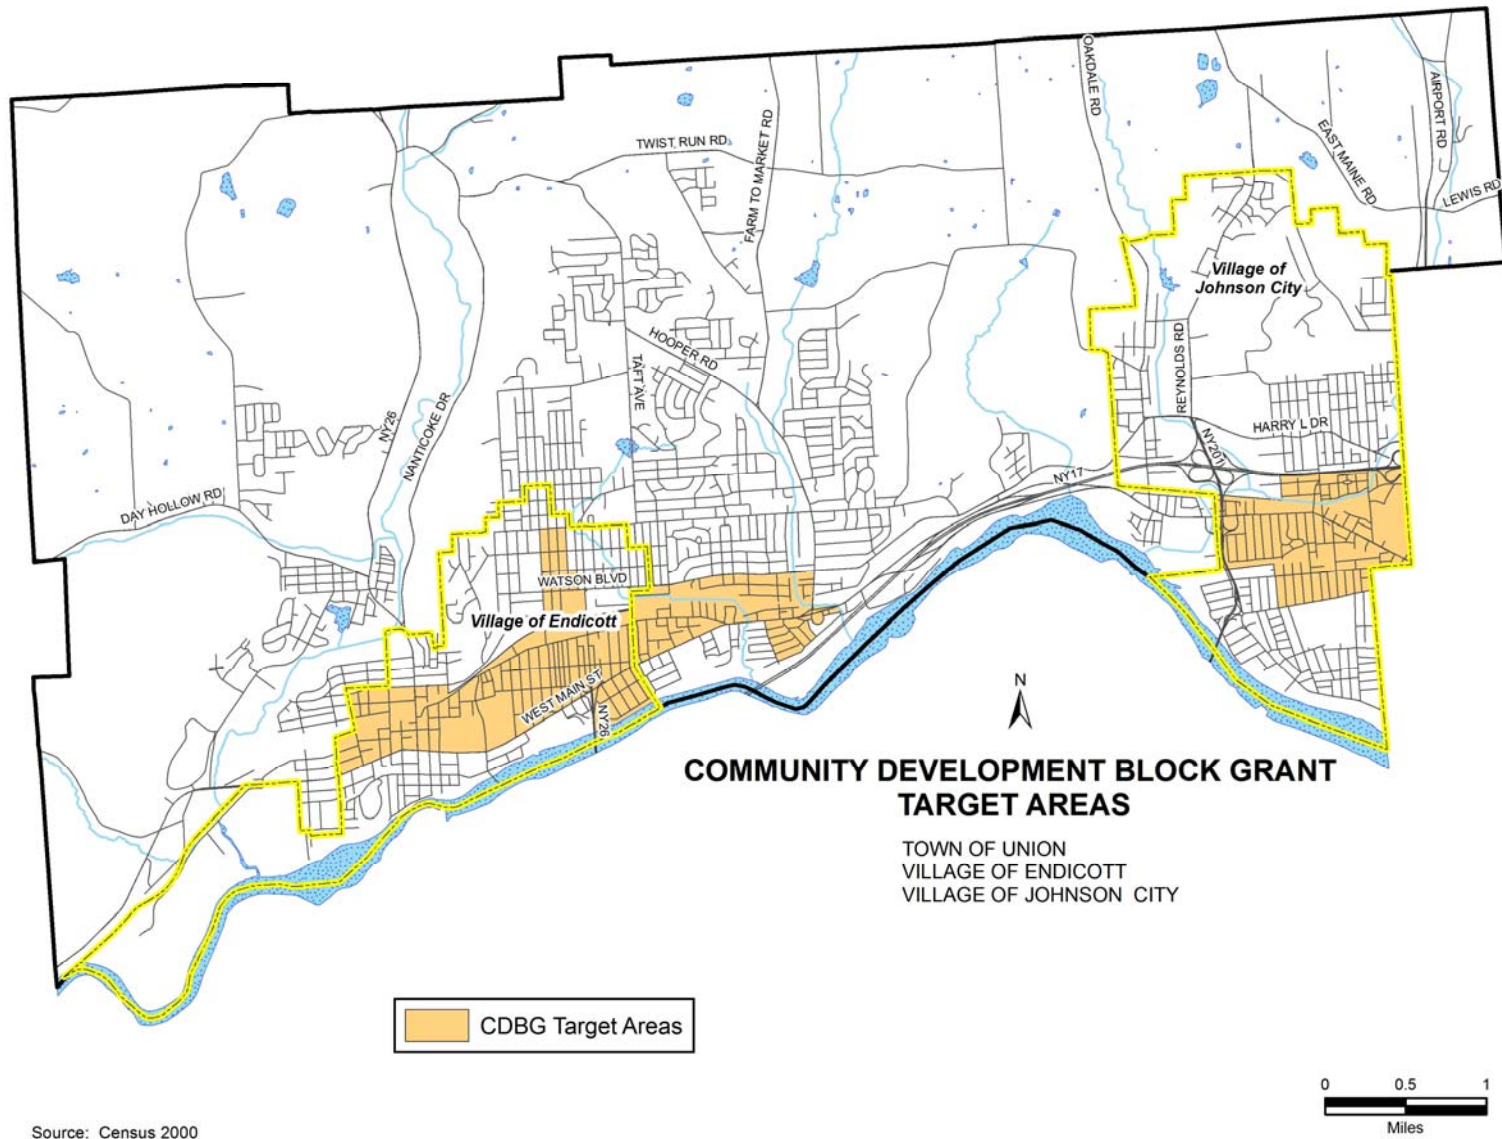 OAKDALE RD
AIRPORT RD
EAST MAINE RD
LEWIS RD
TWIST RUN RD
FARM TO MARKET RD
Village of
Johnson City
REYNOLDS RD
HOOPER RD
TAFT AVE
NY26
NANTICOKE DR
HARRY L DR
NY201
NY17
DAY HOLLOW RD
WATSON BLVD
Village of Endicott
WEST MAIN ST
NY26
N
COMMUNITY DEVELOPMENT BLOCK GRANT
TARGET AREAS
TOWN OF UNION
VILLAGE OF ENDICOTT
VILLAGE OF JOHNSON CITY
CDBG Target Areas
0 0.5 1
Miles
Source: Census 2000